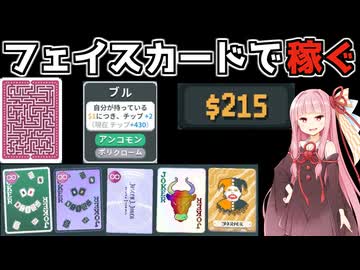 フェイスカードで稼ぐ
ブル
自分が持っている
$1につき、チップ +2
(現在 チップ+430)
アンコモン
ポリクローム
$215
JOKER
JOKER